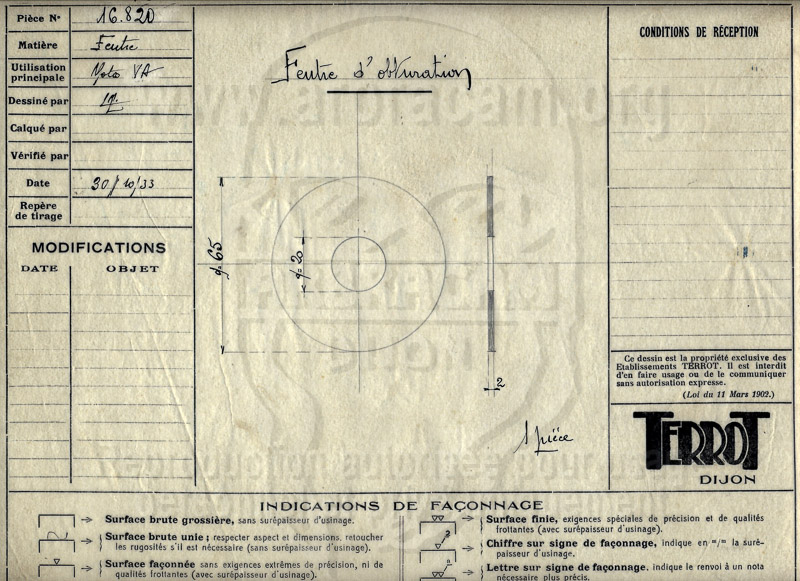 Pièce N° 16.820
Matière Feutre
Utilisation principale Moto VA
Dessiné par
Calqué par
Vérifié par
Date 30/10/33
Repère de tirage
MODIFICATIONS
DATE OBJET
Feutre d'obturation
ø. 65
ø. 20
2
1 pièce
CONDITIONS DE RÉCEPTION
Ce dessin est la propriété exclusive des
Etablissements TERROT. Il est interdit
d'en faire usage ou de le communiquer
sans autorisation expresse.
(Loi du 11 Mars 1902.)
TERROT
DIJON
INDICATIONS DE FAÇONNAGE
Surface brute grossière, sans surépaisseur d'usinage.
Surface brute unie ; respecter aspect et dimensions, retoucher
les rugosités s'il est nécessaire (sans surépaisseur d'usinage).
Surface façonnée sans exigences extrêmes de précision, ni de
qualités frottantes (avec surépaisseur d'usinage).
Surface finie, exigences spéciales de précision et de qualités
frottantes (avec surépaisseur d'usinage).
Chiffre sur signe de façonnage, indique en m/m la suré-
paisseur d'usinage.
Lettre sur signe de façonnage, indique le renvoi à un nota
nécessaire plus précis.